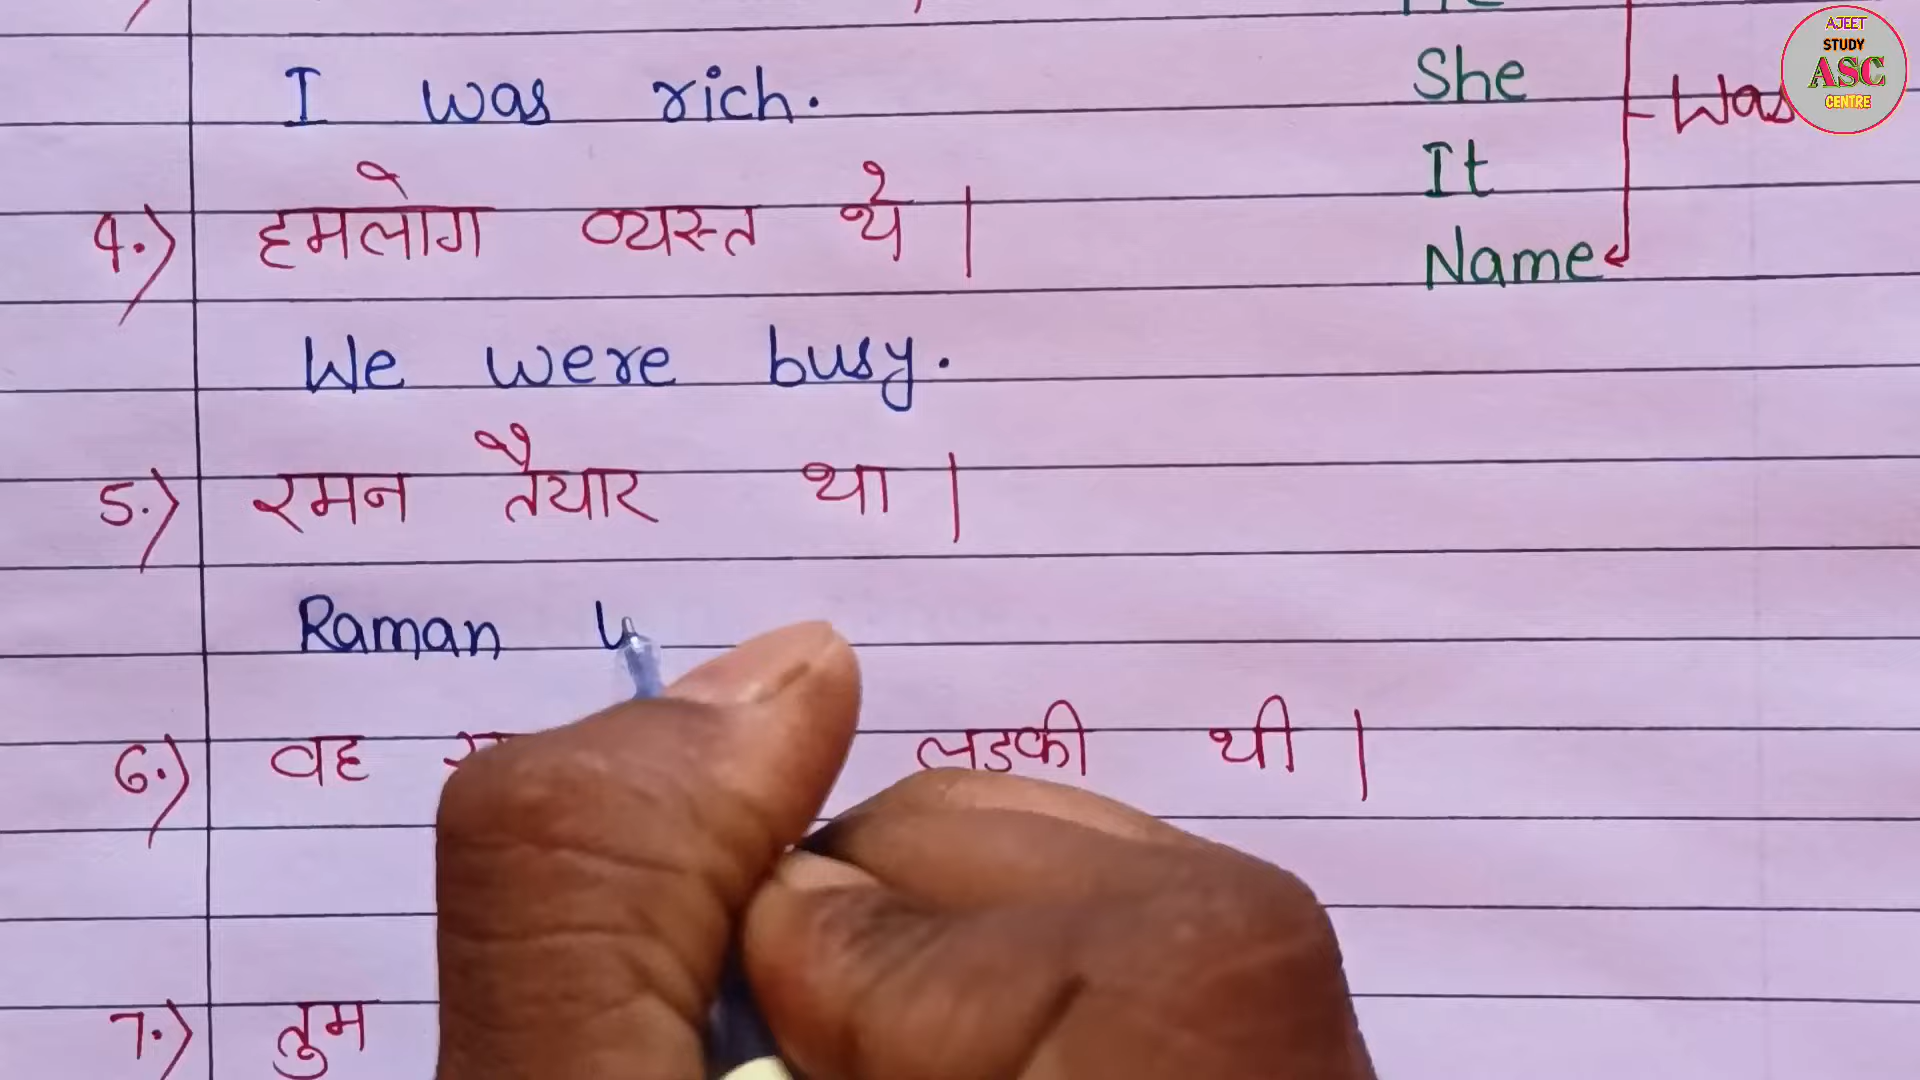 I was rich.
4.) हमलोग व्यस्त थे |
We were busy.
5.) रमन तैयार था |
Raman
6.) वह लडकी थी |
7.) तुम
She
It
Name
Was
AJEET
STUDY
ASC
CENTRE